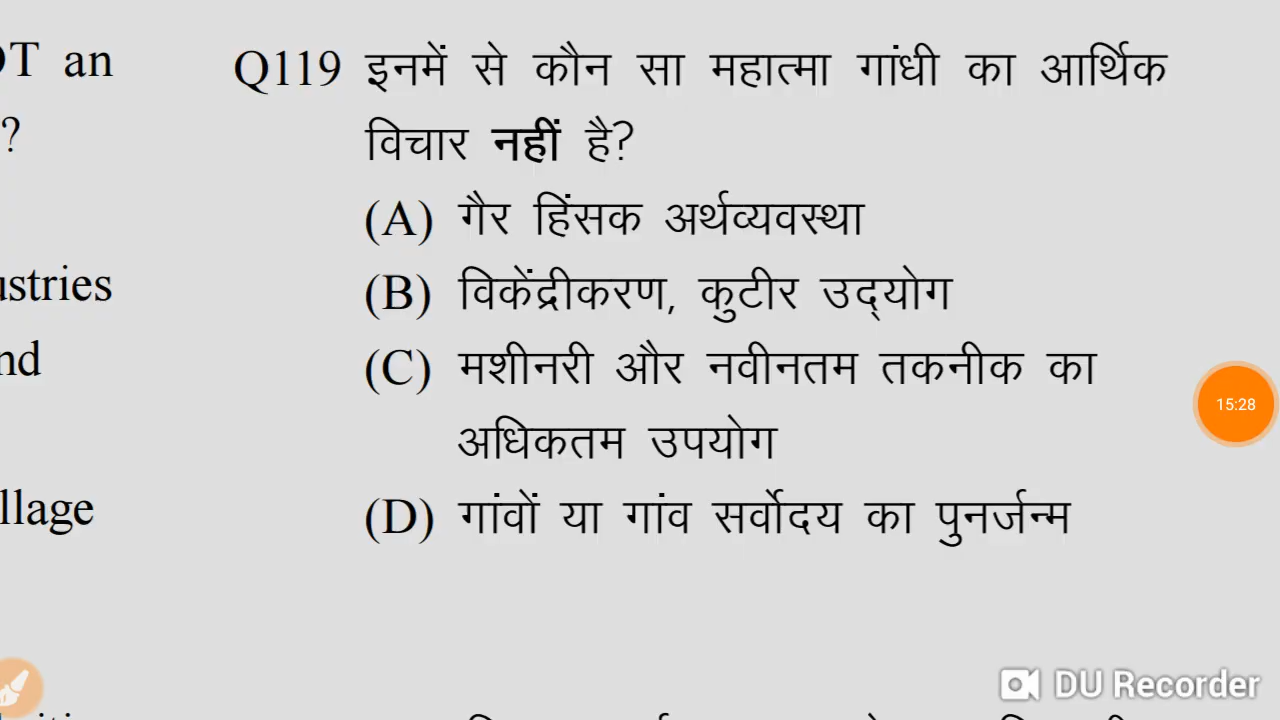 OT an
Q119 इनमें से कौन सा महात्मा गांधी का आर्थिक
?
विचार नहीं है?
(A) गैर हिंसक अर्थव्यवस्था
ustries
(B) विकेंद्रीकरण, कुटीर उद्योग
nd
(C) मशीनरी और नवीनतम तकनीक का
15:28
अधिकतम उपयोग
llage
(D) गांवों या गांव सर्वोदय का पुनर्जन्म
DU Recorder